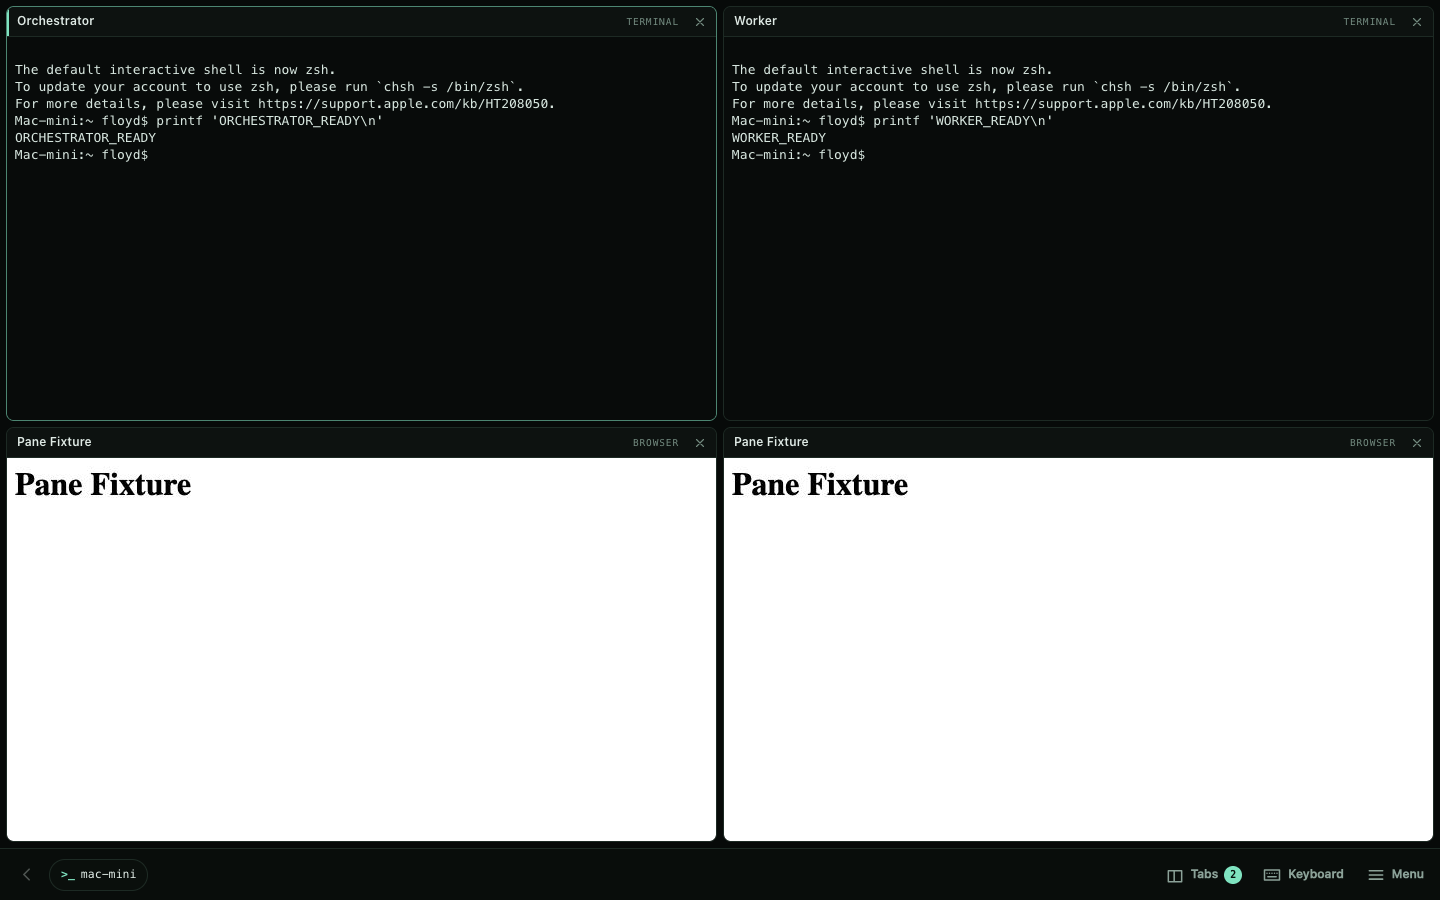 Orchestrator
TERMINAL
The default interactive shell is now zsh.
To update your account to use zsh, please run `chsh -s /bin/zsh`.
For more details, please visit https://support.apple.com/kb/HT208050.
Mac-mini:~ floyd$ printf 'ORCHESTRATOR_READY\n'
ORCHESTRATOR_READY
Mac-mini:~ floyd$
Worker
TERMINAL
The default interactive shell is now zsh.
To update your account to use zsh, please run `chsh -s /bin/zsh`.
For more details, please visit https://support.apple.com/kb/HT208050.
Mac-mini:~ floyd$ printf 'WORKER_READY\n'
WORKER_READY
Mac-mini:~ floyd$
Pane Fixture
BROWSER
Pane Fixture
Pane Fixture
BROWSER
Pane Fixture
>_ mac-mini
Tabs 2
Keyboard
Menu